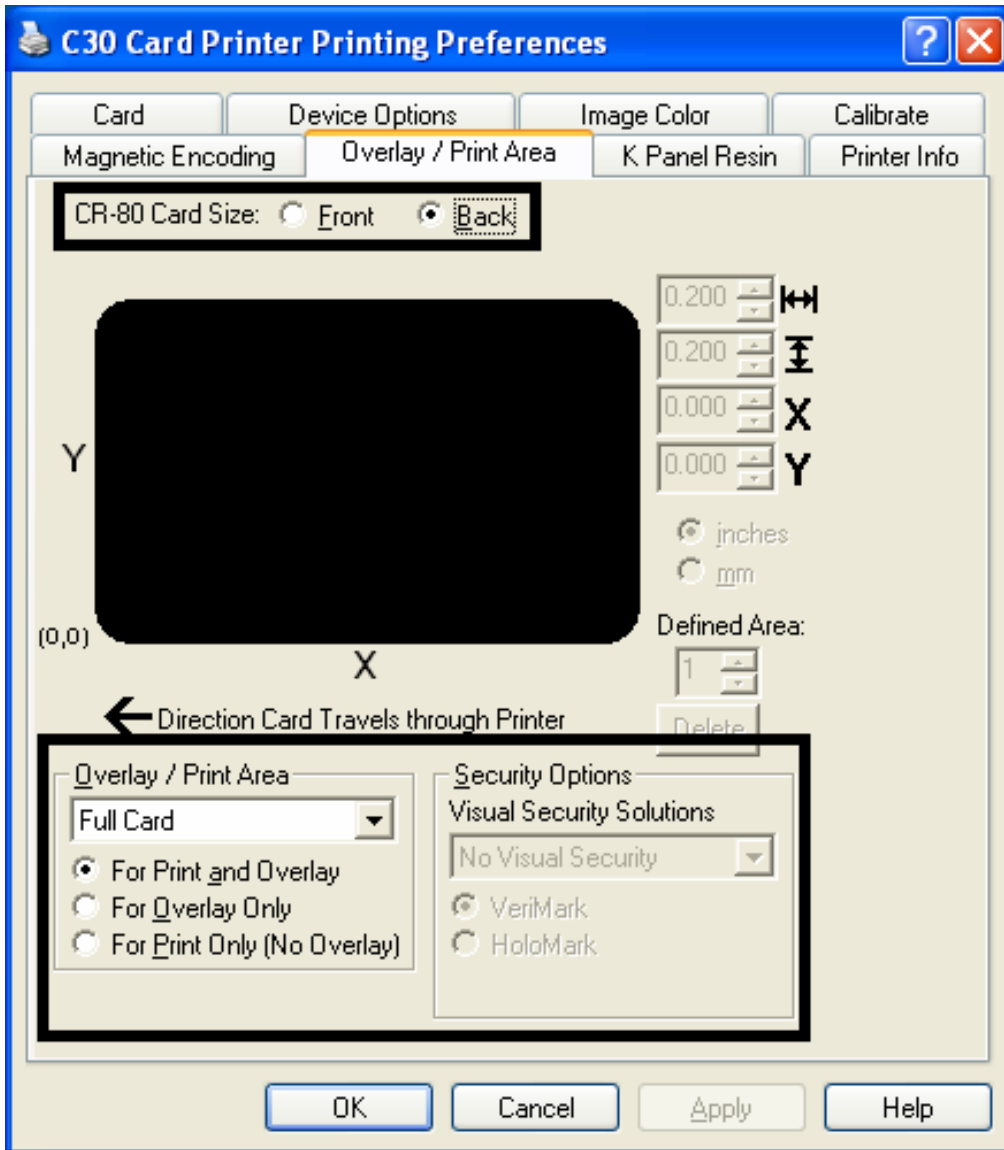 C30 Card Printer Printing Preferences
Card Device Options Image Color Calibrate
Magnetic Encoding Overlay / Print Area K Panel Resin Printer Info
CR-80 Card Size: Front Back
0.200
0.200
0.000 X
0.000 Y
Y
inches
mm
(0,0)
X
Defined Area:
1
Direction Card Travels through Printer
Delete
Overlay / Print Area
Full Card
For Print and Overlay
For Overlay Only
For Print Only (No Overlay)
Security Options
Visual Security Solutions
No Visual Security
VeriMark
HoloMark
OK Cancel Apply Help